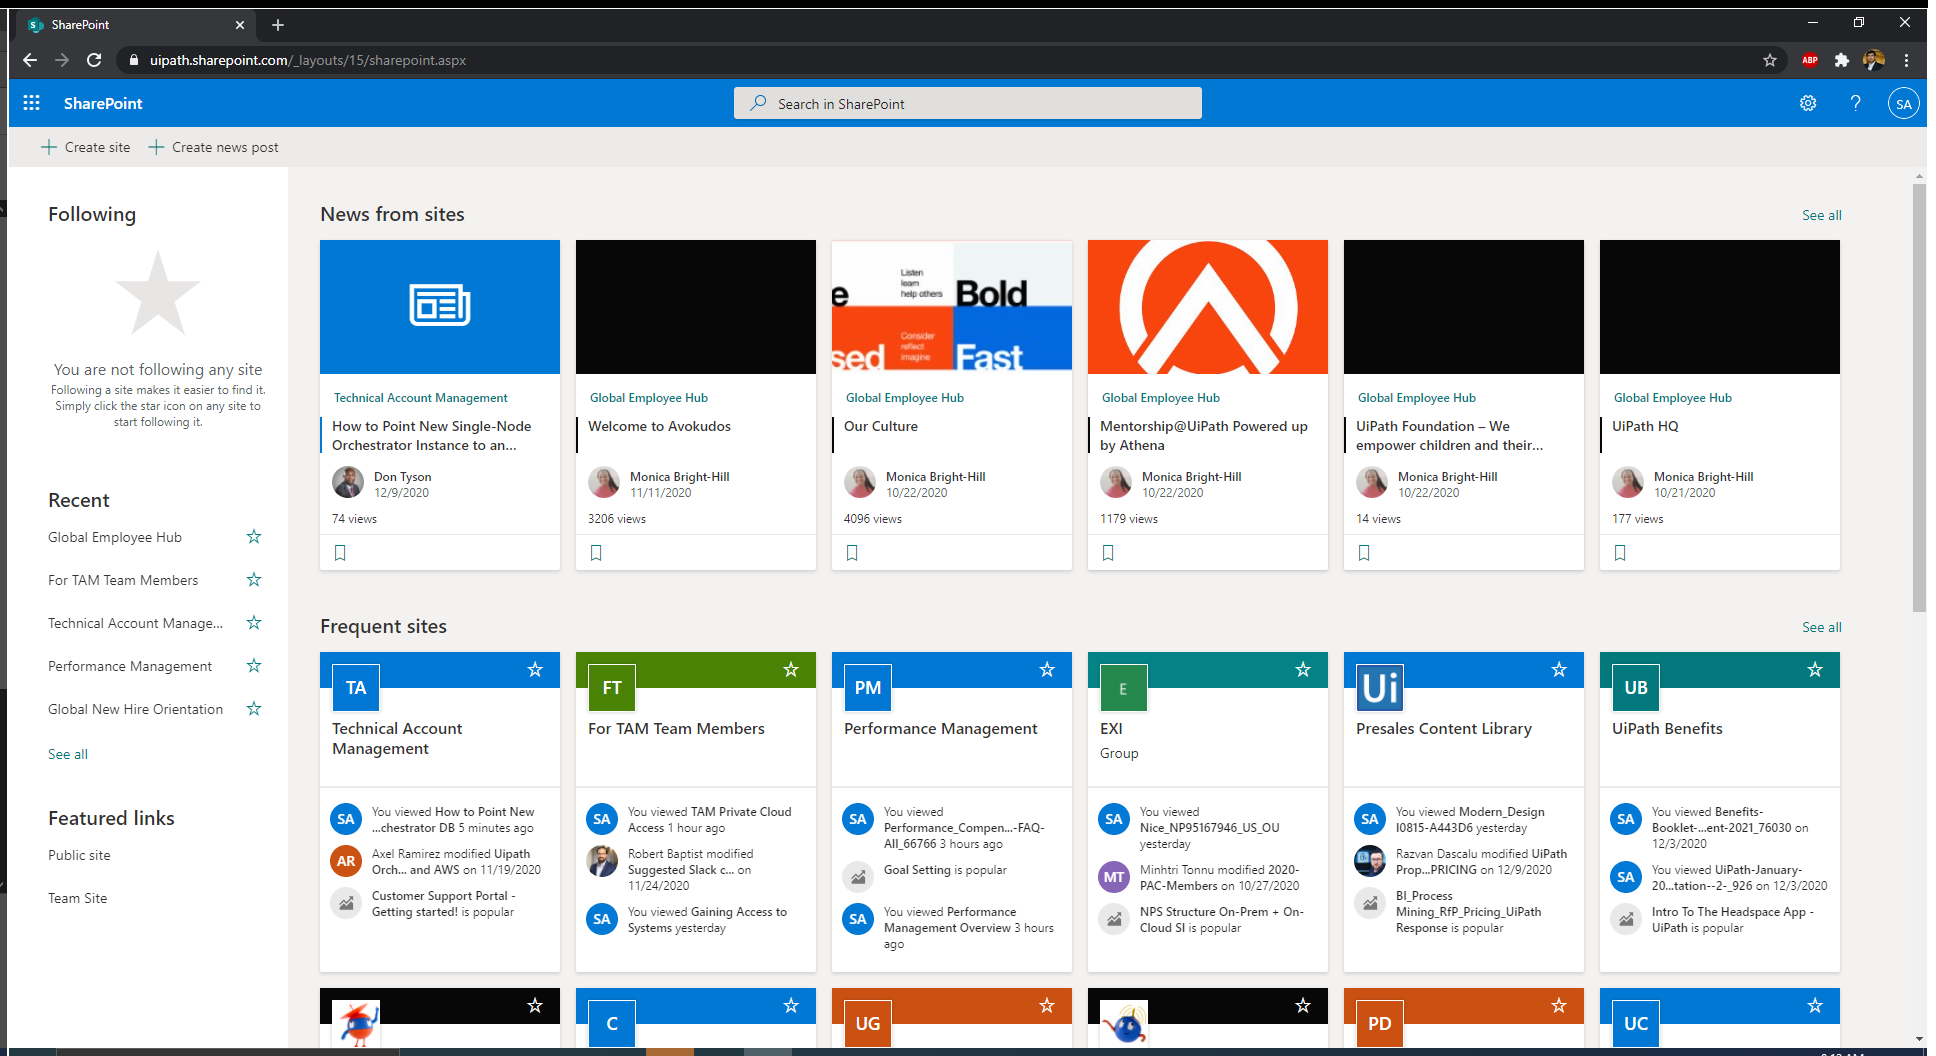 SharePoint
uipath.sharepoint.com/_layouts/15/sharepoint.aspx
ABP
SharePoint
Search in SharePoint
?
SA
Create site
Create news post
Following
You are not following any site
Following a site makes it easier to find it.
Simply click the star icon on any site to
start following it.
Recent
Global Employee Hub
For TAM Team Members
Technical Account Manage...
Performance Management
Global New Hire Orientation
See all
Featured links
Public site
Team Site
News from sites
See all
Technical Account Management
How to Point New Single-Node
Orchestrator Instance to an...
Don Tyson
12/9/2020
74 views
Global Employee Hub
Welcome to Avokudos
Monica Bright-Hill
11/11/2020
3206 views
e
Listen
learn
help others
Bold
sed
Consider
reflect
imagine
Fast
Global Employee Hub
Our Culture
Monica Bright-Hill
10/22/2020
4096 views
Global Employee Hub
Mentorship@UiPath Powered up
by Athena
Monica Bright-Hill
10/22/2020
1179 views
Global Employee Hub
UiPath Foundation – We
empower children and their...
Monica Bright-Hill
10/22/2020
14 views
Global Employee Hub
UiPath HQ
Monica Bright-Hill
10/21/2020
177 views
Frequent sites
See all
TA
Technical Account
Management
SA
You viewed How to Point New
...chestrator DB 5 minutes ago
AR
Axel Ramirez modified Uipath
Orch... and AWS on 11/19/2020
Customer Support Portal -
Getting started! is popular
FT
For TAM Team Members
SA
You viewed TAM Private Cloud
Access 1 hour ago
Robert Baptist modified
Suggested Slack c... on
11/24/2020
SA
You viewed Gaining Access to
Systems yesterday
PM
Performance Management
SA
You viewed
Performance_Compen...-FAQ-
All_66766 3 hours ago
Goal Setting is popular
SA
You viewed Performance
Management Overview 3 hours
ago
E
EXI
Group
SA
You viewed
Nice_NP95167946_US_OU
yesterday
MT
Minhtri Tonnu modified 2020-
PAC-Members on 10/27/2020
NPS Structure On-Prem + On-
Cloud SI is popular
Ui
Presales Content Library
SA
You viewed Modern_Design
I0815-A443D6 yesterday
Razvan Dascalu modified UiPath
Prop...PRICING on 12/9/2020
BI_Process
Mining_RfP_Pricing_UiPath
Response is popular
UB
UiPath Benefits
SA
You viewed Benefits-
Booklet-...ent-2021_76030 on
12/3/2020
SA
You viewed UiPath-January-
20...tation--2-_926 on 12/3/2020
Intro To The Headspace App -
UiPath is popular
C
UG
PD
UC